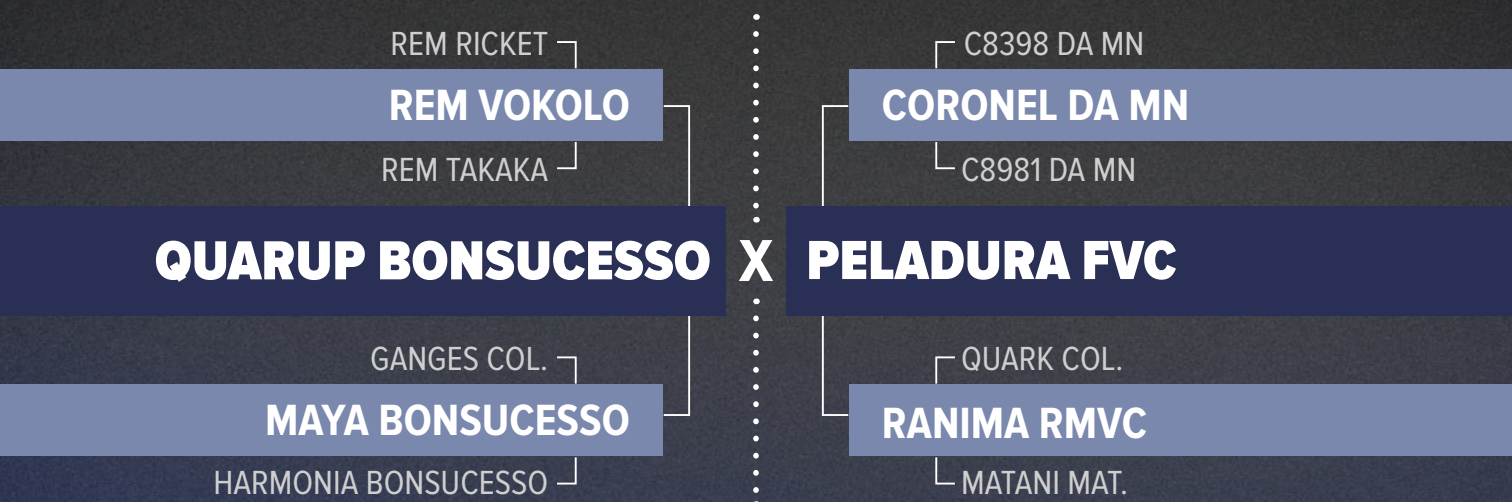 REM RICKET
REM VOKOLO
REM TAKAKA
QUARUP BONSUCESSO
GANGES COL.
MAYA BONSUCESSO
HARMONIA BONSUCESSO
X
C8398 DA MN
CORONEL DA MN
C8981 DA MN
PELADURA FVC
QUARK COL.
RANIMA RMVC
MATANI MAT.